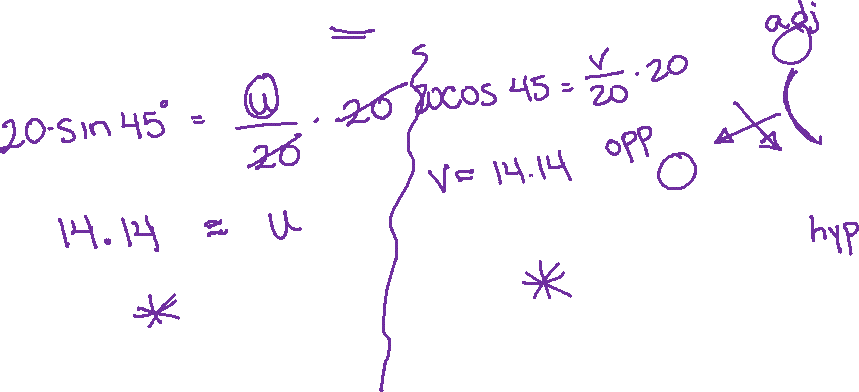 20·sin 45° = u/20 · 20
14.14 = u
*
20cos 45 = v/20 · 20
v = 14.14
*
adj
opp
hyp